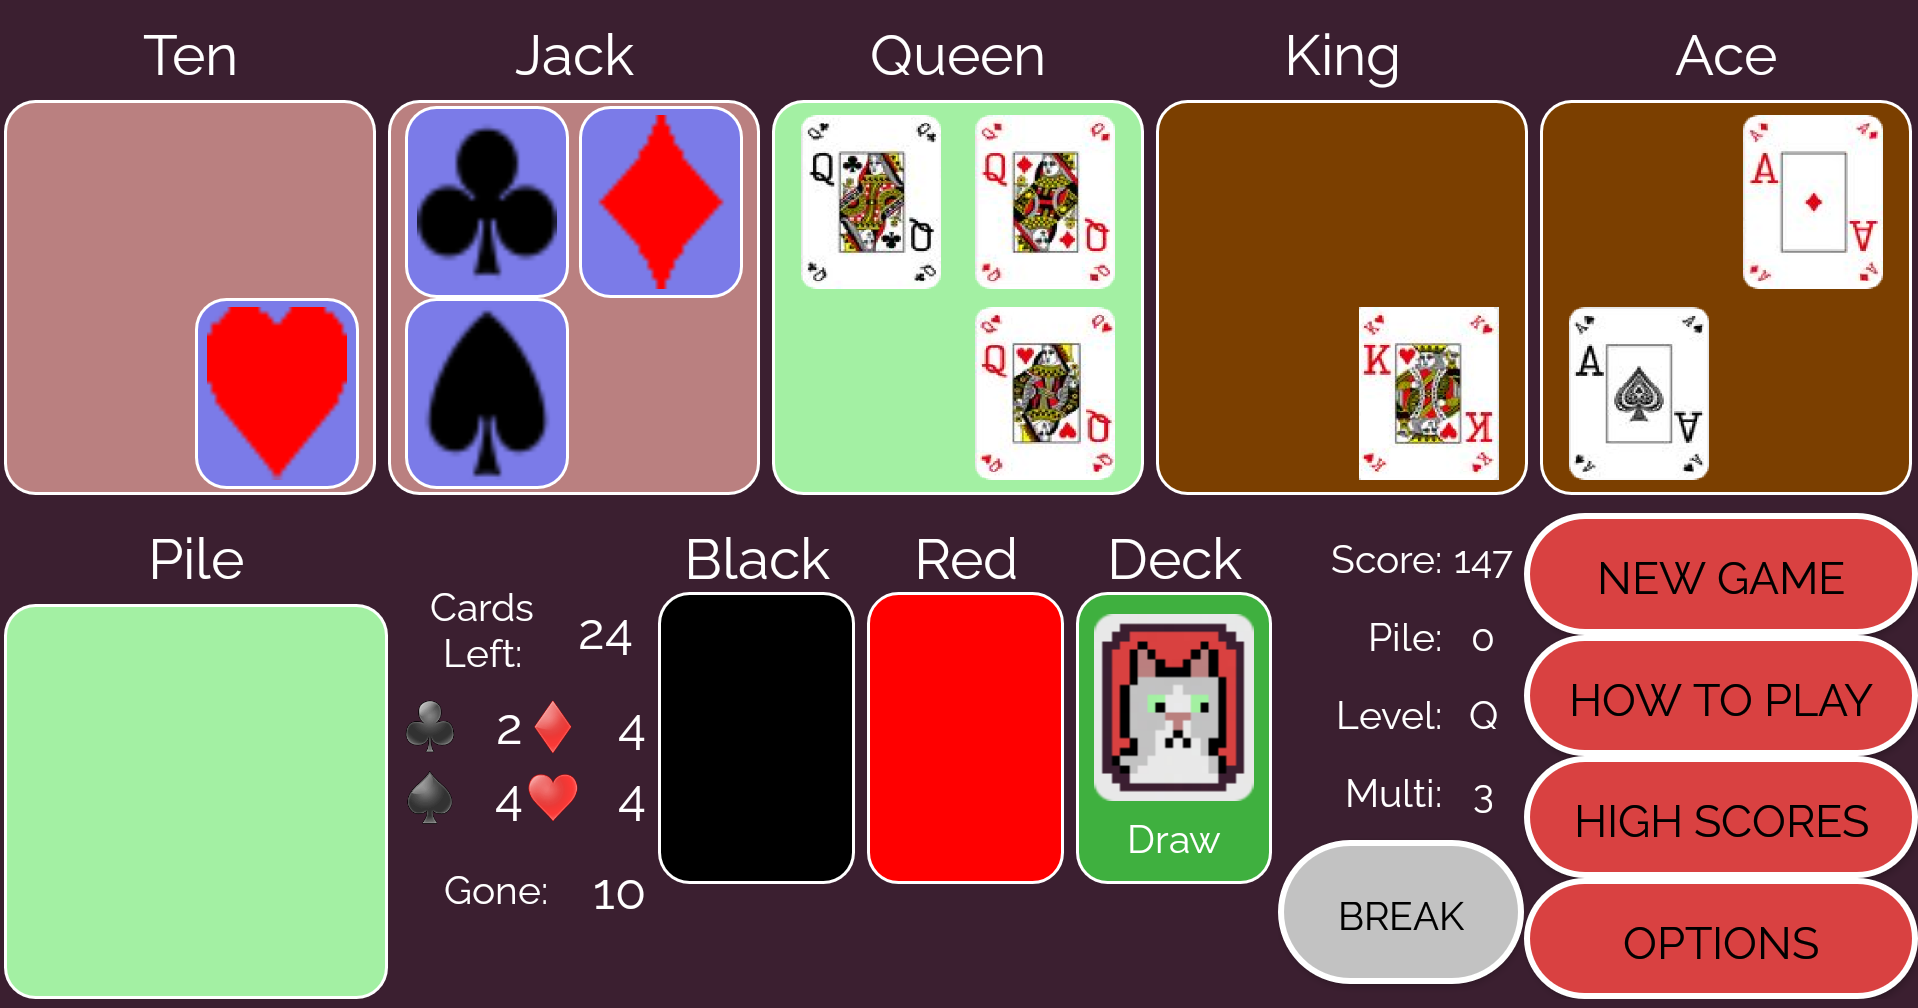 Ten
Jack
Queen
King
Ace
Q
Q
Q
Q
Q
Q
Q
Q
Q
Q
Q
Q
A
A
A
A
Q
Q
Q
Q
Q
Q
K
K
K
K
K
K
A
A
A
A
A
A
A
A
Pile
Cards
Left:
24
2
4
4
4
Gone:
10
Black
Red
Deck
Draw
Score: 147
Pile: 0
Level: Q
Multi: 3
BREAK
NEW GAME
HOW TO PLAY
HIGH SCORES
OPTIONS